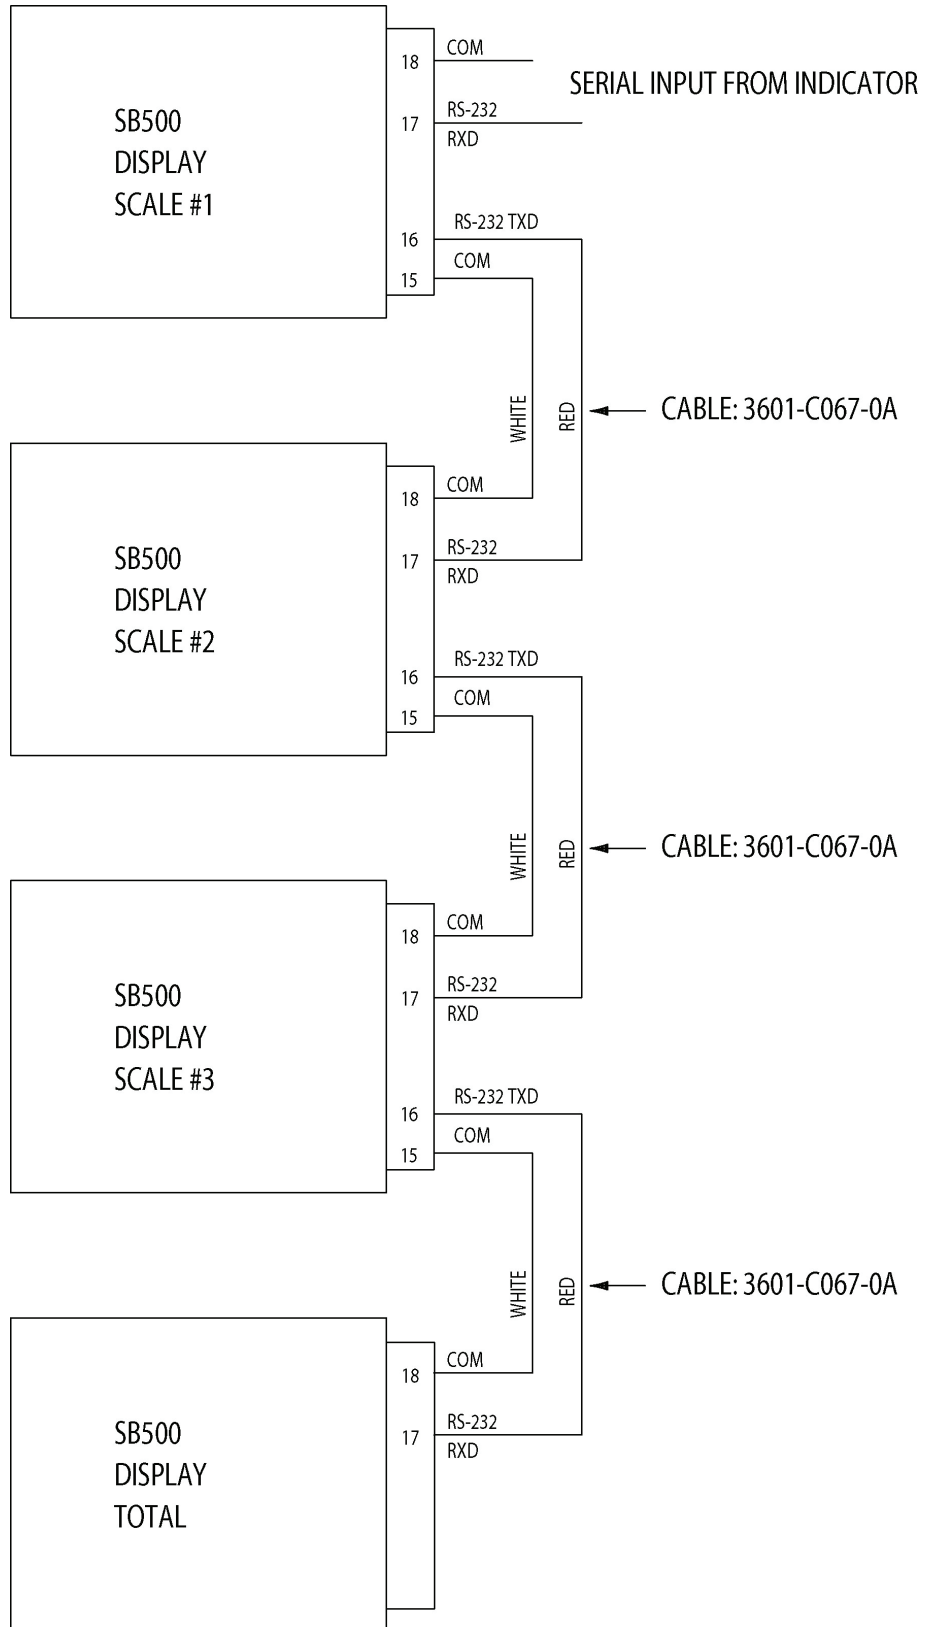 18
COM
SERIAL INPUT FROM INDICATOR
SB500
DISPLAY
SCALE #1
17
RS-232
RXD
16
RS-232 TXD
15
COM
WHITE
RED
CABLE: 3601-C067-0A
18
COM
SB500
DISPLAY
SCALE #2
17
RS-232
RXD
16
RS-232 TXD
15
COM
WHITE
RED
CABLE: 3601-C067-0A
18
COM
SB500
DISPLAY
SCALE #3
17
RS-232
RXD
16
RS-232 TXD
15
COM
WHITE
RED
CABLE: 3601-C067-0A
18
COM
SB500
DISPLAY
TOTAL
17
RS-232
RXD